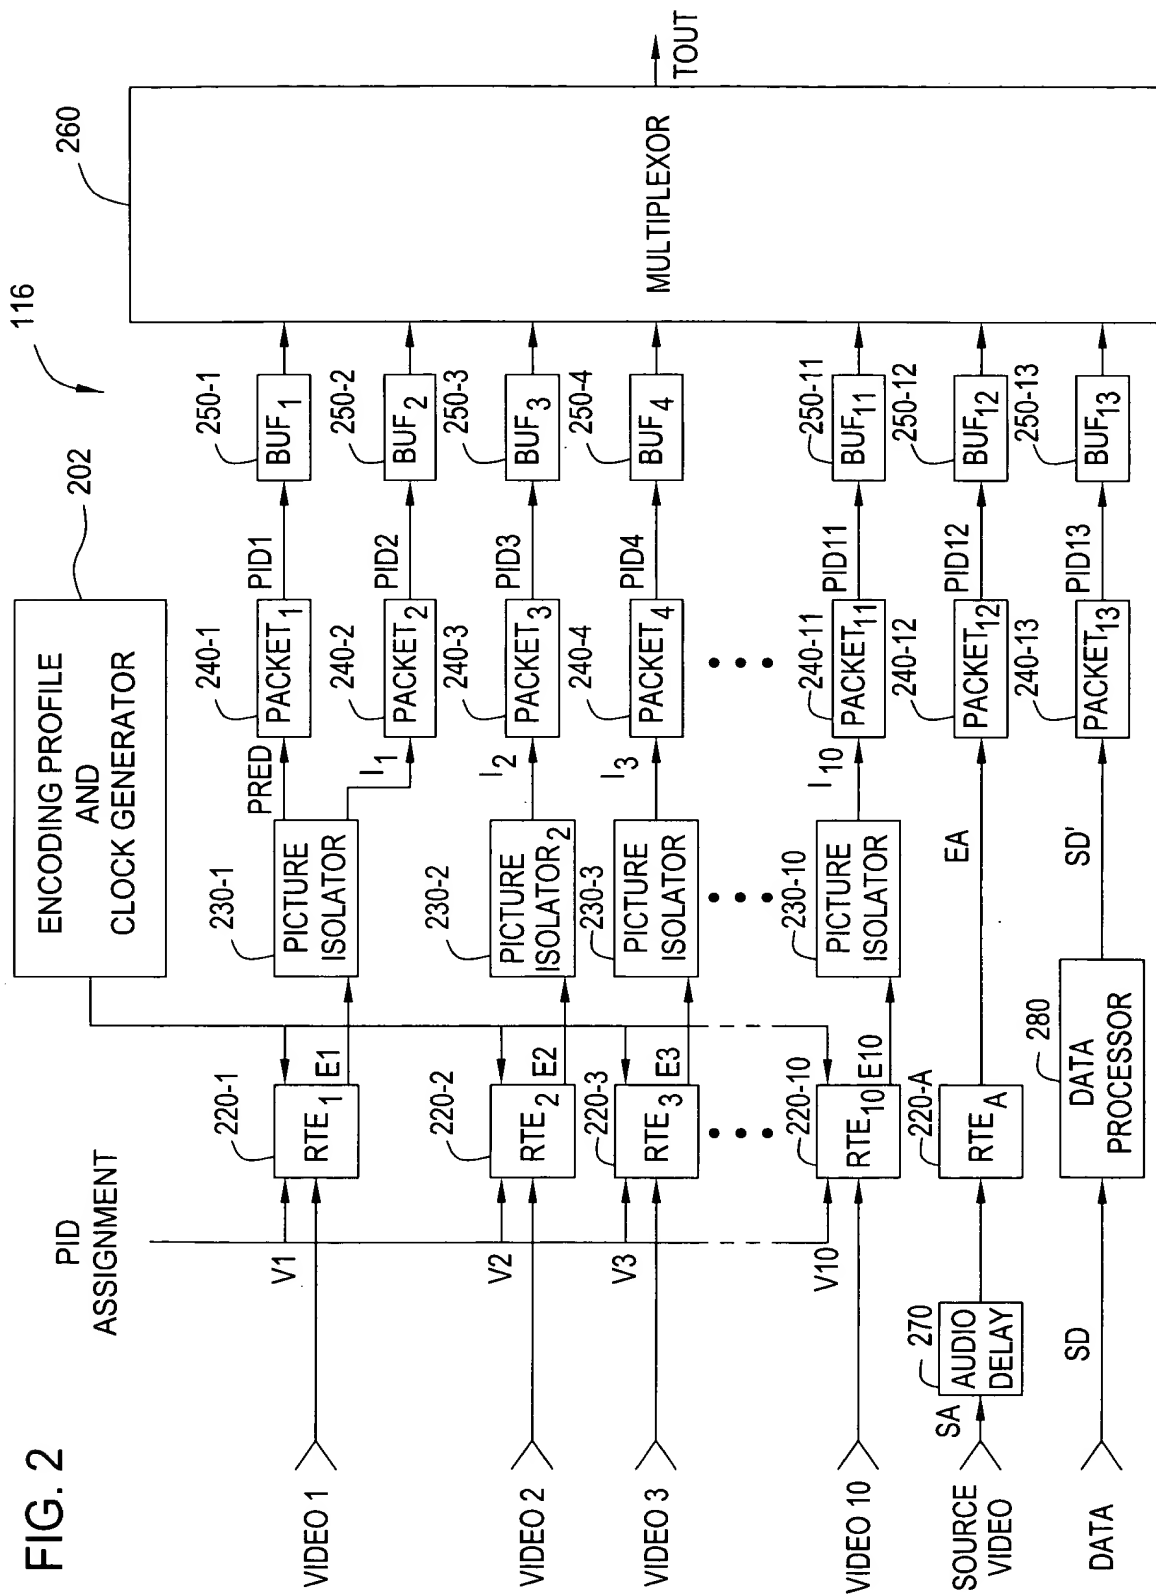 FIG. 2
116
ENCODING PROFILE
AND
CLOCK GENERATOR
202
260
PID
ASSIGNMENT
VIDEO 1
V1
220-1
RTE1
E1
230-1
PICTURE
ISOLATOR
PRED
I1
240-1
PACKET1
PID1
250-1
BUF1
240-2
PACKET2
PID2
250-2
BUF2
VIDEO 2
V2
220-2
RTE2
E2
230-2
PICTURE
ISOLATOR2
I2
240-3
PACKET3
PID3
250-3
BUF3
VIDEO 3
V3
220-3
RTE3
E3
230-3
PICTURE
ISOLATOR
I3
240-4
PACKET4
PID4
250-4
BUF4
MULTIPLEXOR
TOUT
VIDEO 10
V10
220-10
RTE10
E10
230-10
PICTURE
ISOLATOR
I10
240-11
PACKET11
PID11
250-11
BUF11
SOURCE
VIDEO
SA
270
AUDIO
DELAY
220-A
RTEA
EA
240-12
PACKET12
PID12
250-12
BUF12
DATA
SD
280
DATA
PROCESSOR
SD'
240-13
PACKET13
PID13
250-13
BUF13